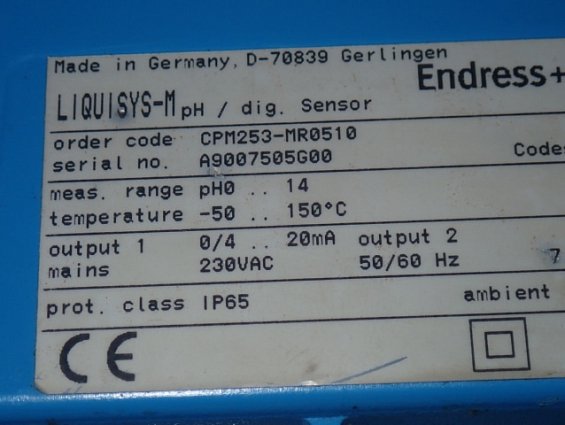 Made in Germany, D-70839 Gerlingen
Endress+
LIQUISYS-M pH / dig. Sensor
order code CPM253-MR0510
serial no. A9007505G00 Codes
meas. range pH0 .. 14
temperature -50 .. 150°C
output 1 0/4 .. 20mA output 2
mains 230VAC 50/60 Hz 7
prot. class IP65 ambient
CE